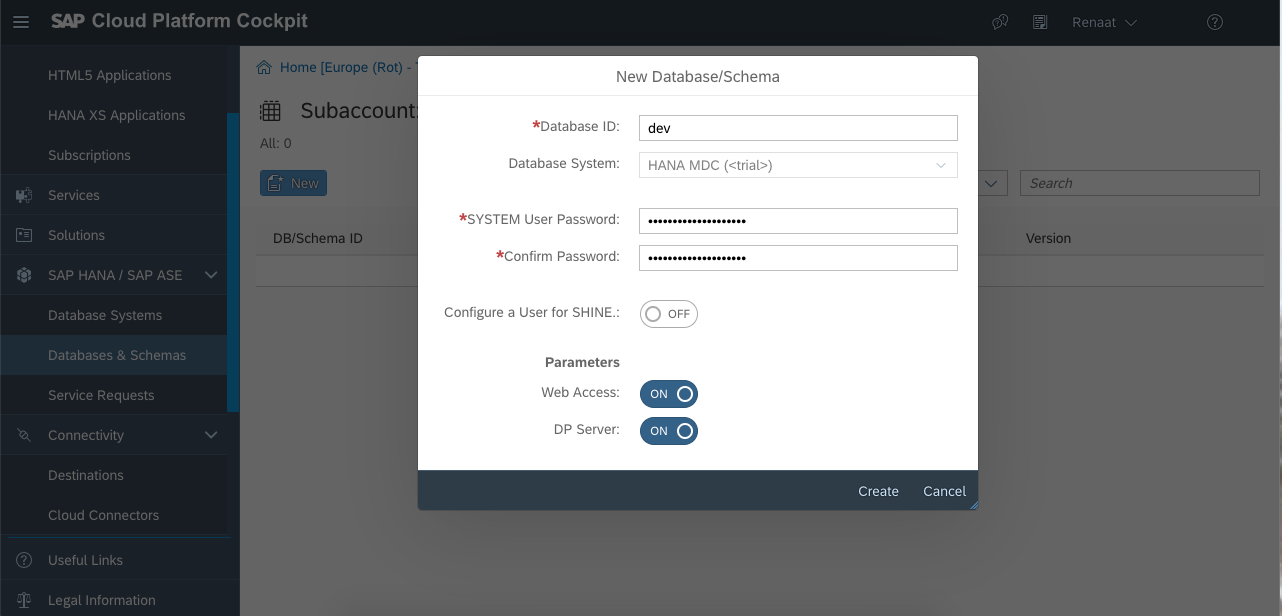 SAP Cloud Platform Cockpit
Renaat
HTML5 Applications
HANA XS Applications
Subscriptions
Services
Solutions
SAP HANA / SAP ASE
Database Systems
Databases & Schemas
Service Requests
Connectivity
Destinations
Cloud Connectors
Useful Links
Legal Information
Home [Europe (Rot) -
Subaccount:
All: 0
New
Search
DB/Schema ID
Version
New Database/Schema
*Database ID: dev
Database System: HANA MDC (<trial>)
*SYSTEM User Password: ••••••••••••••••••••
*Confirm Password: ••••••••••••••••••••
Configure a User for SHINE.: OFF
Parameters
Web Access: ON
DP Server: ON
Create Cancel